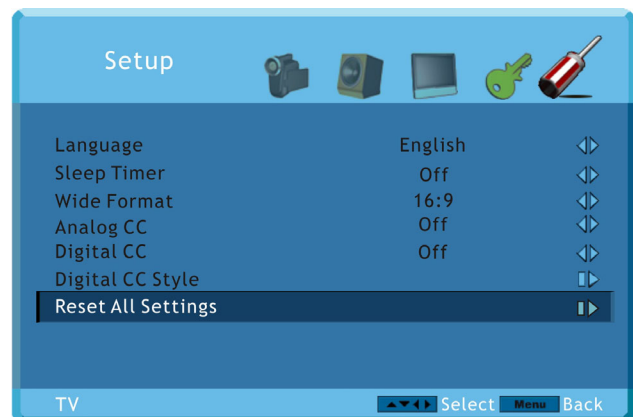 Setup
Language English
Sleep Timer Off
Wide Format 16:9
Analog CC Off
Digital CC Off
Digital CC Style
Reset All Settings
TV Select Menu Back